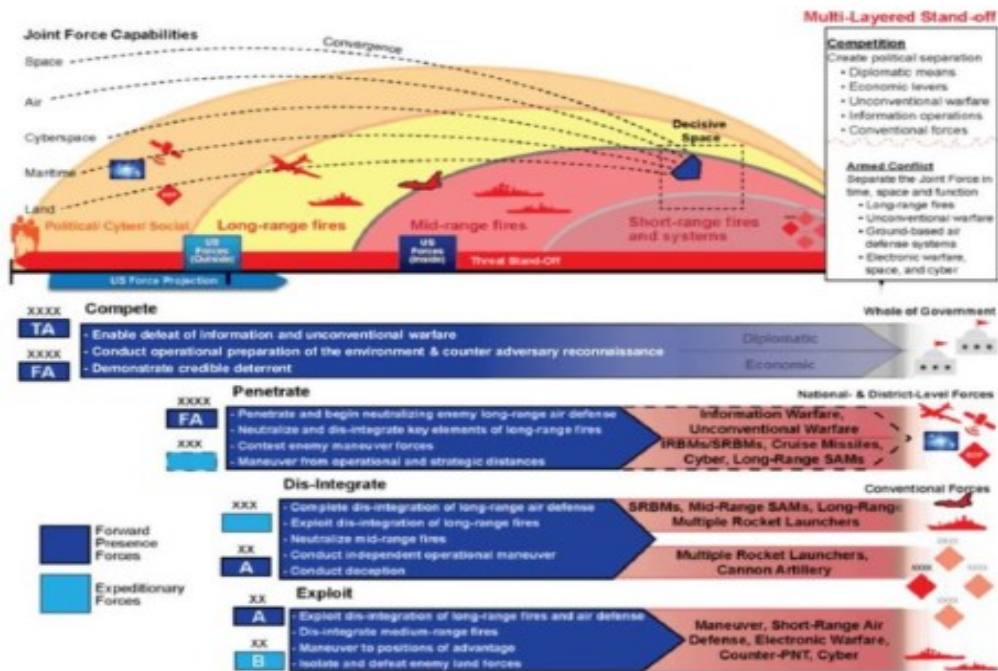 Multi-Layered Stand-off
Joint Force Capabilities
Space
Air
Cyberspace
Maritime
Land
Convergence
Decisive
Space
Political/ Cyber/ Social
Long-range fires
Mid-range fires
Short-range fires
and systems
US
Forces
(Outside)
US
Forces
(Inside)
Threat Stand-Off
US Force Projection
Competition
Create political separation
• Diplomatic means
• Economic levers
• Unconventional warfare
• Information operations
• Conventional forces
Armed Conflict
Separate the Joint Force in
time, space and function
• Long-range fires
• Unconventional warfare
• Ground-based air
defense systems
• Electronic warfare,
space, and cyber
XXXX
TA
XXXX
FA
Compete
- Enable defeat of information and unconventional warfare
- Conduct operational preparation of the environment & counter adversary reconnaissance
- Demonstrate credible deterrent
Diplomatic
Economic
Whole of Government
XXXX
FA
XXX
Penetrate
- Penetrate and begin neutralizing enemy long-range air defense
- Neutralize and dis-integrate key elements of long-range fires
- Contest enemy maneuver forces
- Maneuver from operational and strategic distances
Information Warfare,
Unconventional Warfare
IRBMs/SRBMs, Cruise Missiles,
Cyber, Long-Range SAMs
National- & District-Level Forces
XXX
XX
A
Dis-Integrate
- Complete dis-integration of long-range air defense
- Exploit dis-integration of long-range fires
- Neutralize mid-range fires
- Conduct independent operational maneuver
- Conduct deception
SRBMs, Mid-Range SAMs, Long-Range
Multiple Rocket Launchers
Multiple Rocket Launchers,
Cannon Artillery
Conventional Forces
XX
A
XX
B
Exploit
- Exploit dis-integration of long-range fires and air defense
- Dis-integrate medium-range fires
- Maneuver to positions of advantage
- Isolate and defeat enemy land forces
Maneuver, Short-Range Air
Defense, Electronic Warfare,
Counter-PNT, Cyber
Forward
Presence
Forces
Expeditionary
Forces